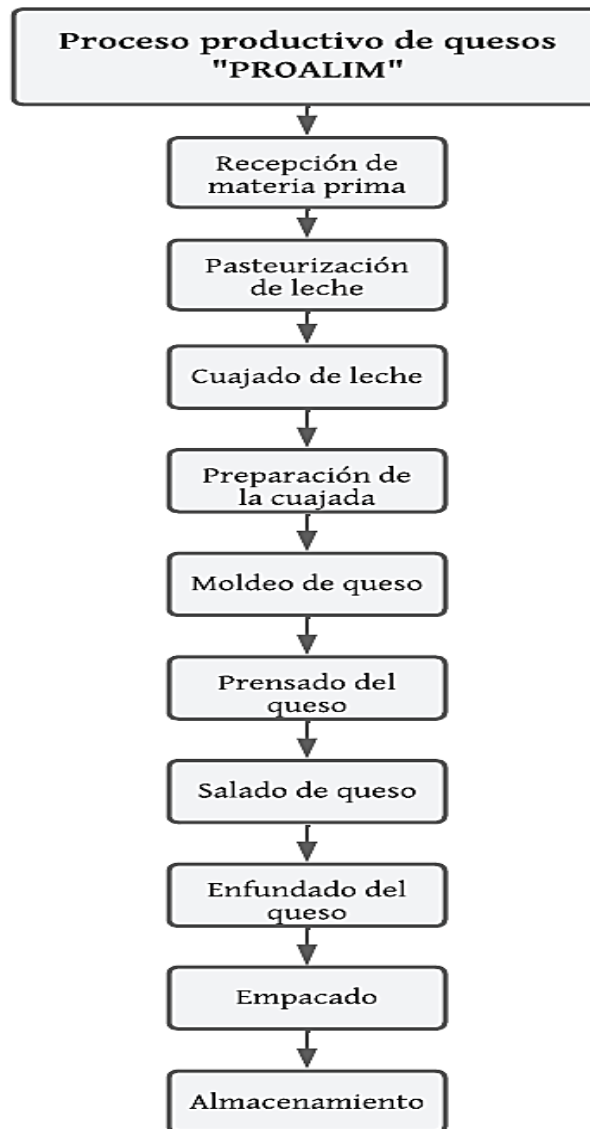 Proceso productivo de quesos
"PROALIM"
Recepción de
materia prima
Pasteurización
de leche
Cuajado de leche
Preparación de
la cuajada
Moldeo de queso
Prensado del
queso
Salado de queso
Enfundado del
queso
Empacado
Almacenamiento